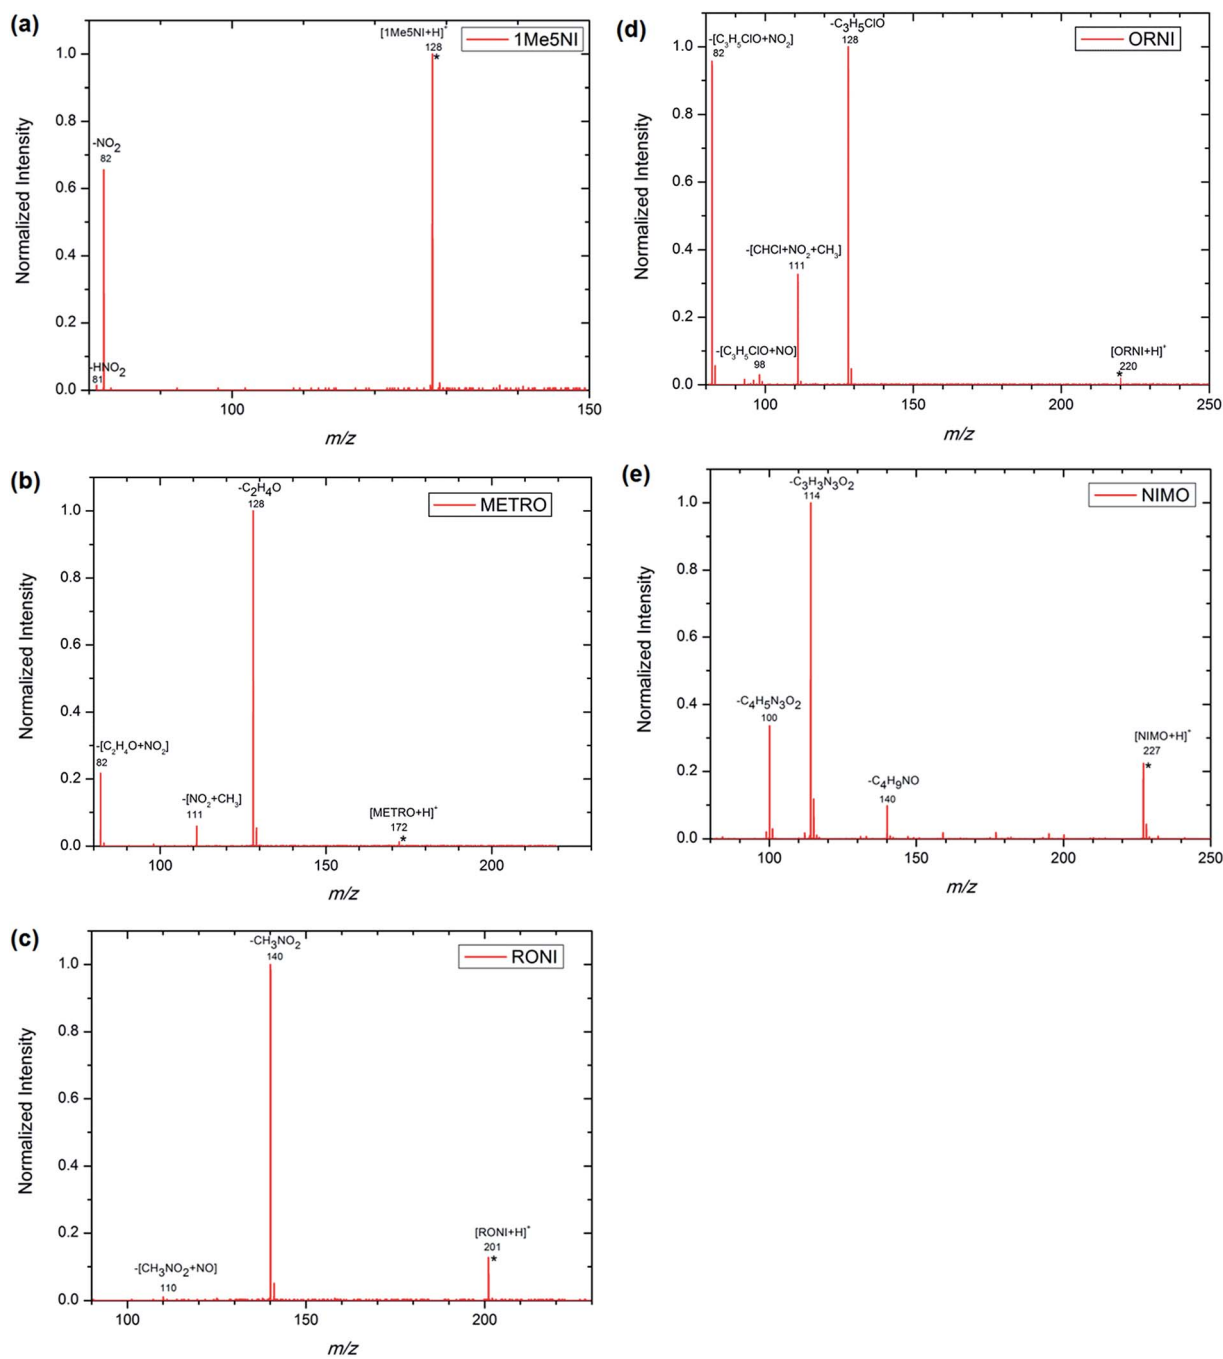 (a)
1Me5NI
[1Me5NI+H]⁺
128
*
-NO₂
82
-HNO₂
81
1.0
0.8
0.6
0.4
0.2
0.0
Normalized Intensity
100
150
m/z
(b)
METRO
-C₂H₄O
128
-[C₂H₄O+NO₂]
82
-[NO₂+CH₃]
111
[METRO+H]⁺
172
*
1.0
0.8
0.6
0.4
0.2
0.0
Normalized Intensity
100
150
200
m/z
(c)
RONI
-CH₃NO₂
140
[RONI+H]⁺
201
*
-[CH₃NO₂+NO]
110
1.0
0.8
0.6
0.4
0.2
0.0
Normalized Intensity
100
150
200
m/z
(d)
ORNI
-C₃H₅ClO
128
-[C₃H₅ClO+NO₂]
82
-[CHCl+NO₂+CH₃]
111
-[C₃H₅ClO+NO]
98
[ORNI+H]⁺
220
*
1.0
0.8
0.6
0.4
0.2
0.0
Normalized Intensity
100
150
200
250
m/z
(e)
NIMO
-C₃H₃N₃O₂
114
-C₄H₅N₃O₂
100
-C₄H₉NO
140
[NIMO+H]⁺
227
*
1.0
0.8
0.6
0.4
0.2
0.0
Normalized Intensity
100
150
200
250
m/z